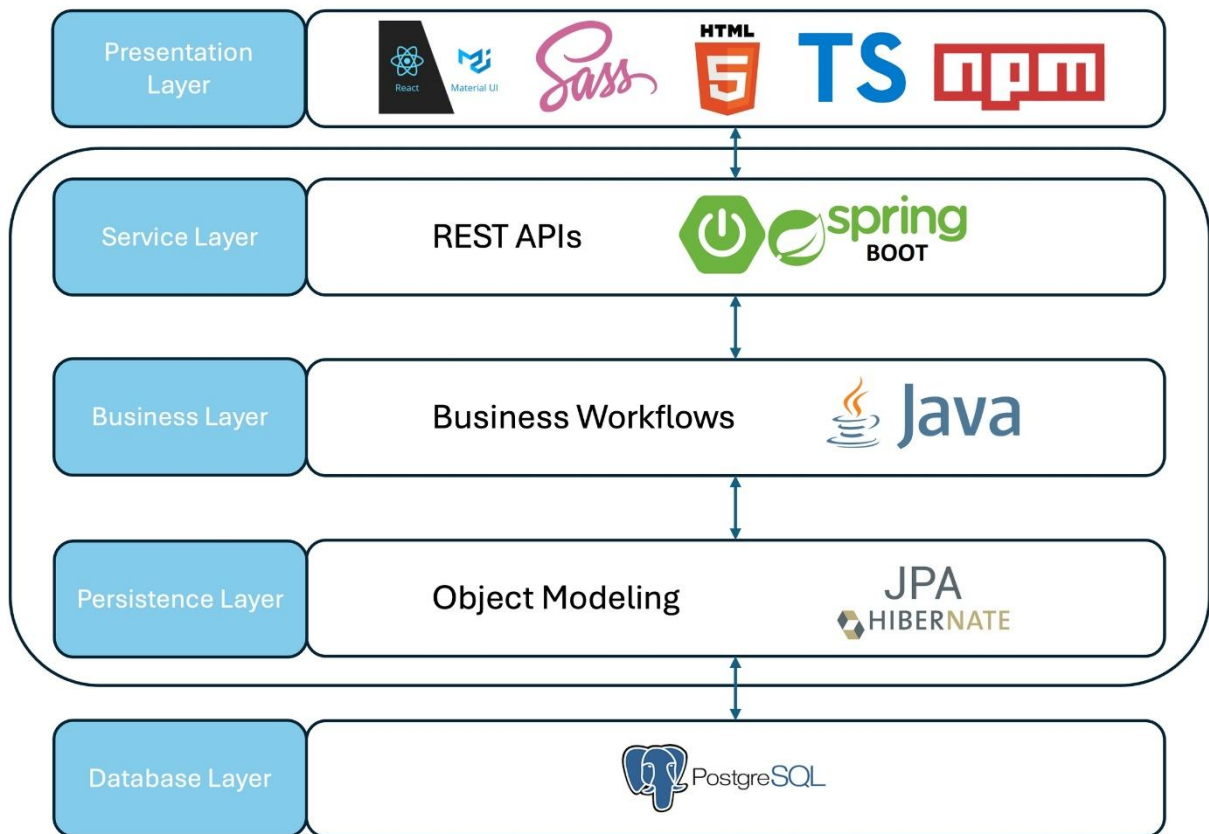 Presentation
Layer
React
Material UI
Sass
HTML
5
TS
npm
Service Layer
REST APIs
spring
BOOT
Business Layer
Business Workflows
Java
Persistence Layer
Object Modeling
JPA
HIBERNATE
Database Layer
PostgreSQL